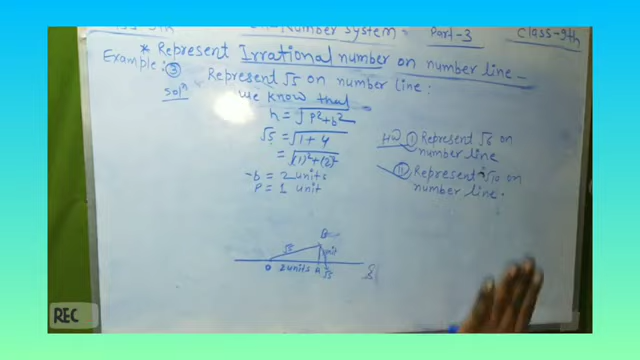 Number System Part-3 Class-9th
* Represent Irrational number on number line -
Example: ③ Represent √5 on number line:
Solⁿ we know that
h = √P²+b²
√5 = √1+4
= √(1)²+(2)²
b = 2 units
P = 1 unit
HW ① Represent √6 on
number line
② Represent √10 on
number line.
B
√5 unit
O 2 units A √5
REC